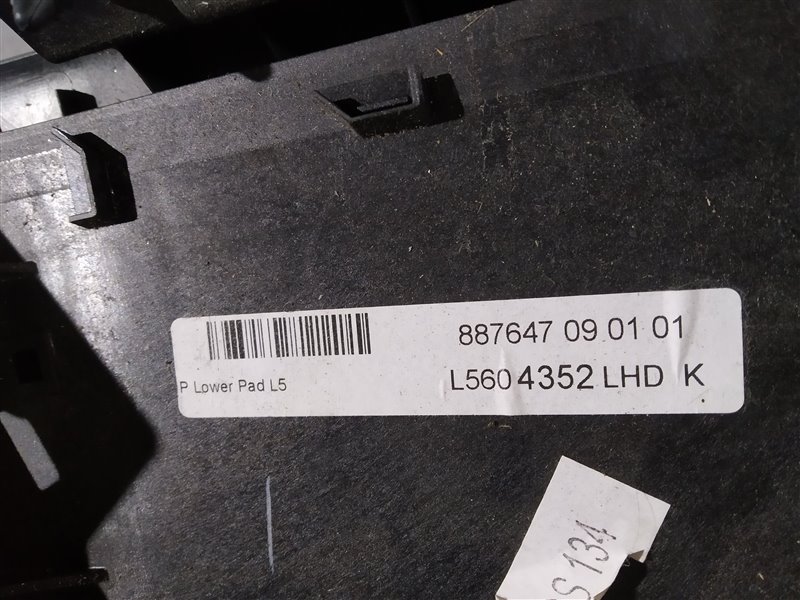 887647 09 01 01
P Lower Pad L5
L560 4352 LHD K
S 134